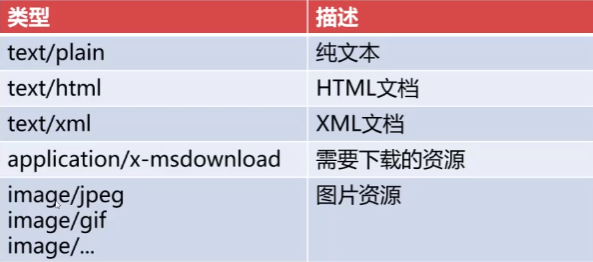 类型 描述
text/plain 纯文本
text/html HTML文档
text/xml XML文档
application/x-msdownload 需要下载的资源
image/jpeg 图片资源
image/gif
image/...